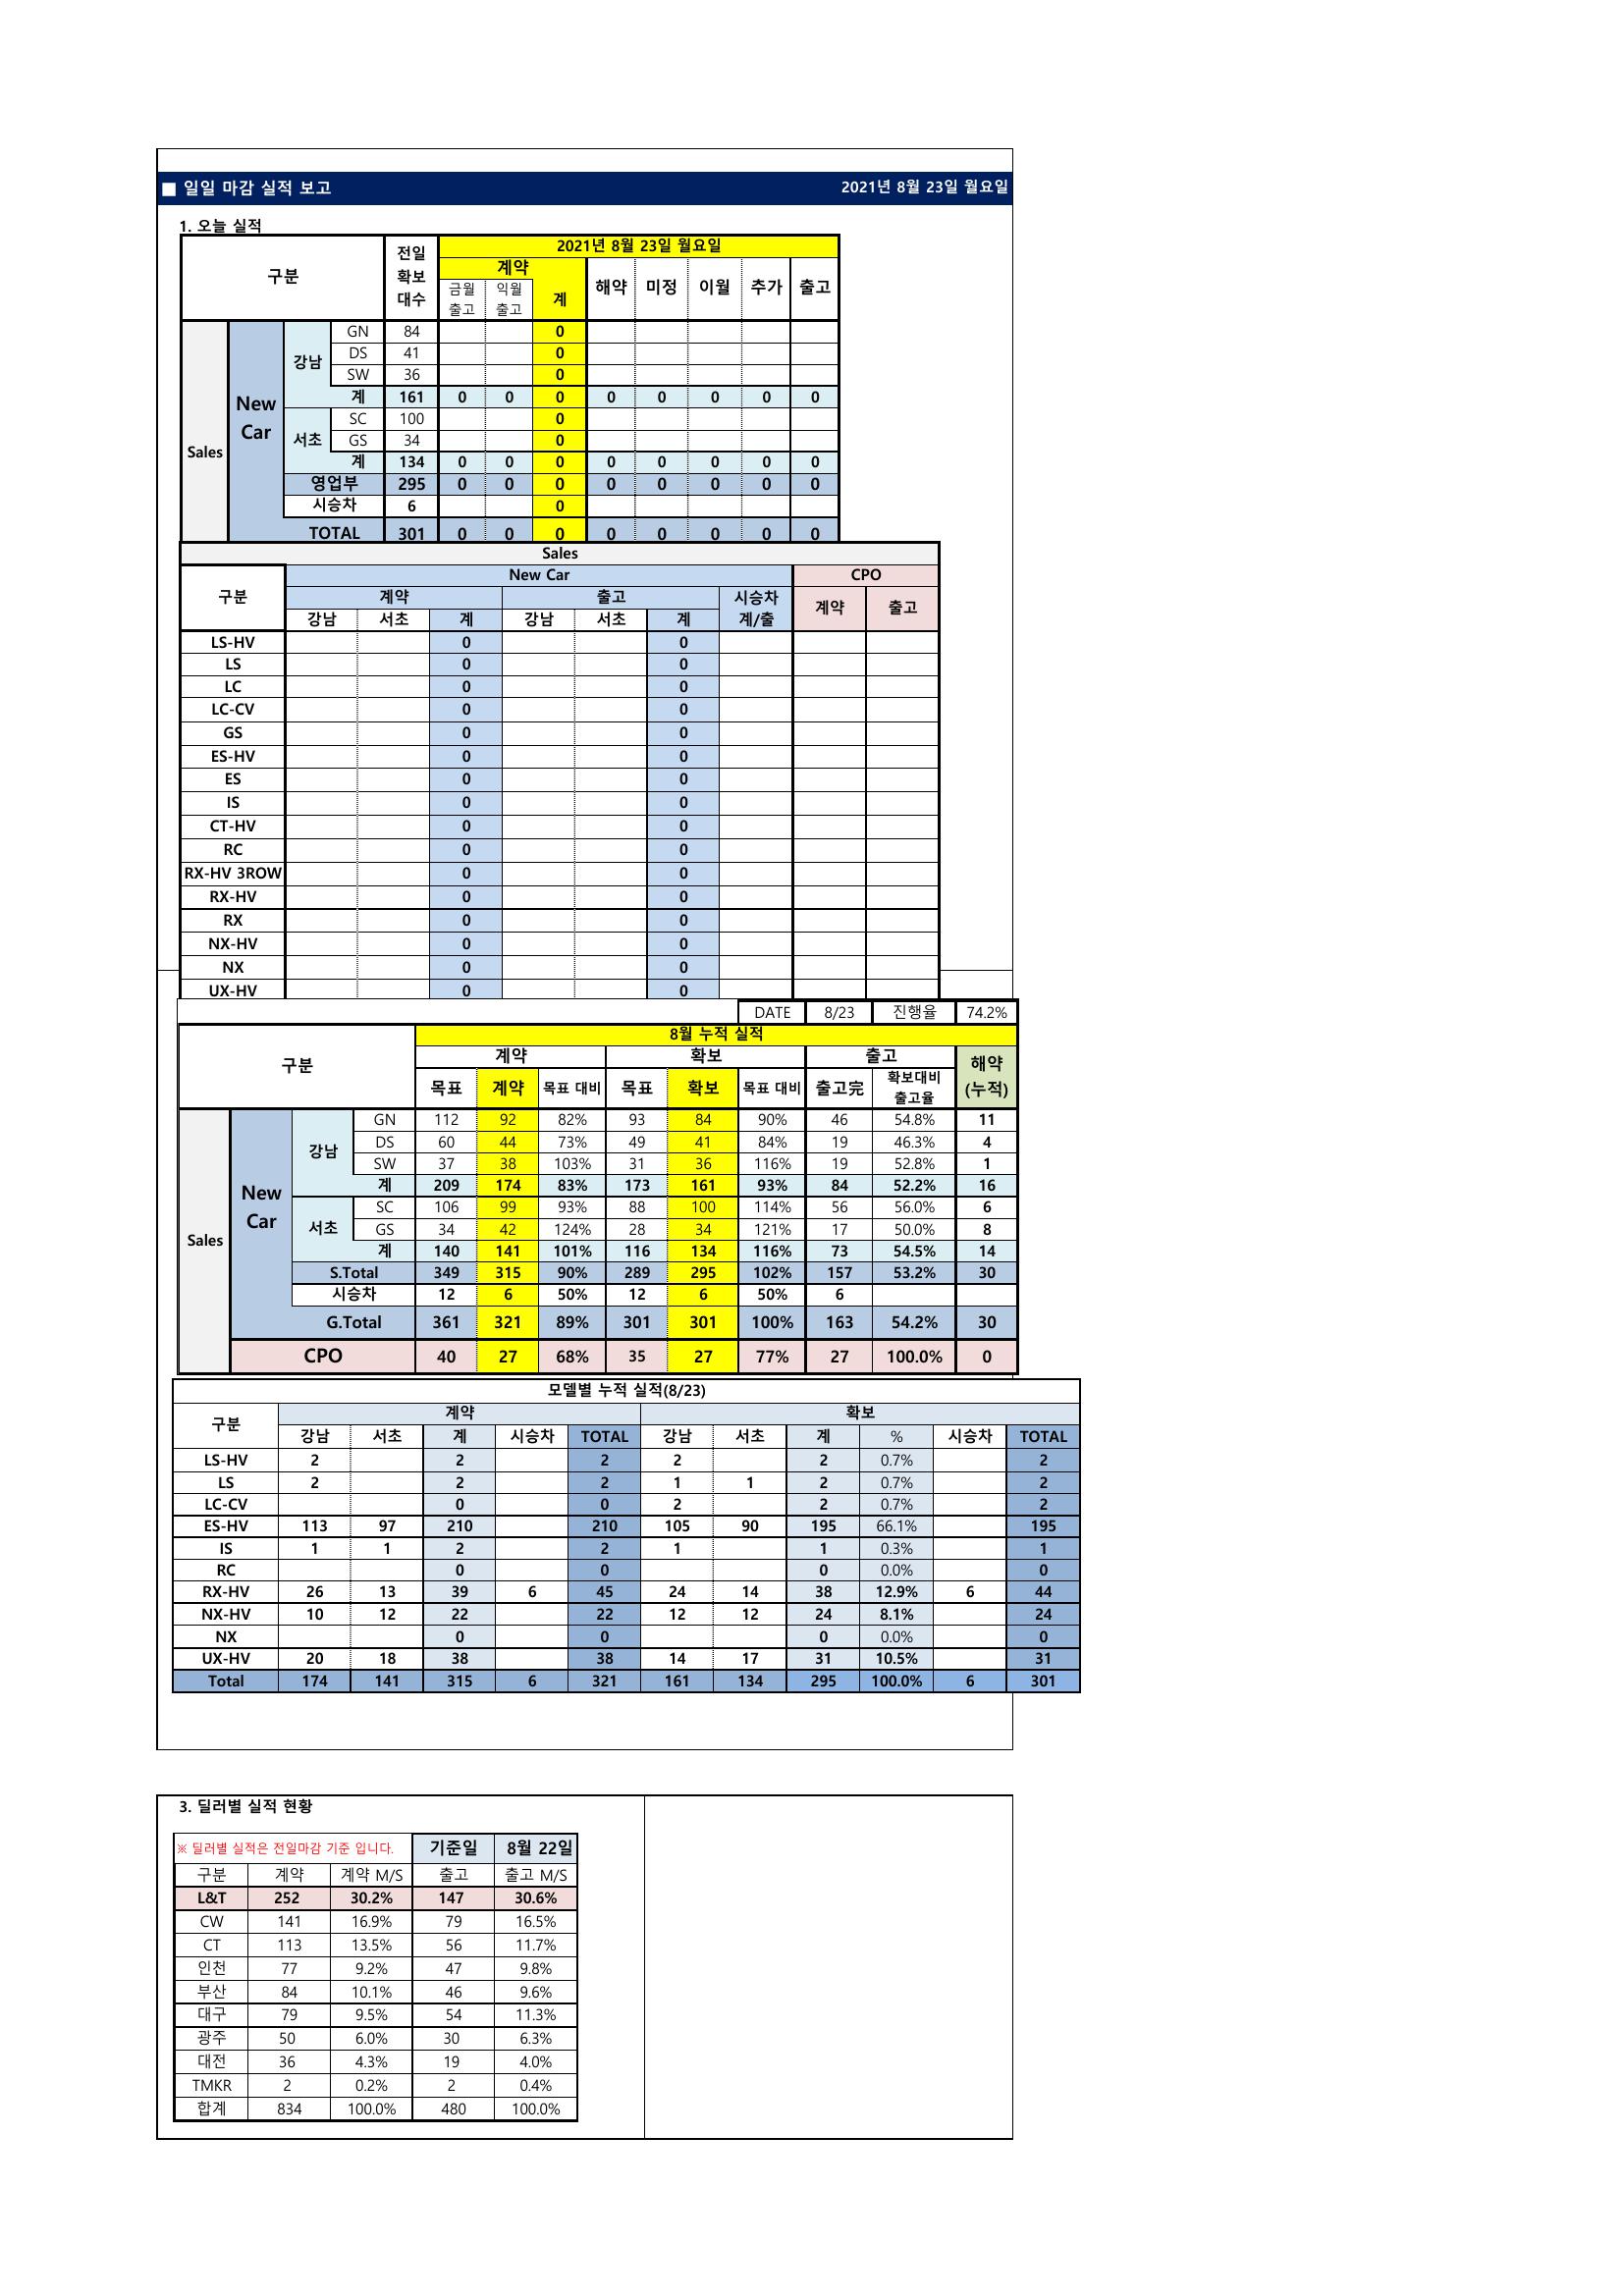 ■ 일일 마감 실적 보고 2021년 8월 23일 월요일
1. 오늘 실적
구분 전일 확보 대수 2021년 8월 23일 월요일
계약 해약 미정 이월 추가 출고
금월 출고 익월 출고 계
Sales New Car 강남 GN 84 0
DS 41 0
SW 36 0
계 161 0 0 0 0 0 0 0 0
서초 SC 100 0
GS 34 0
계 134 0 0 0 0 0 0 0 0
영업부 295 0 0 0 0 0 0 0 0
시승차 6 0
TOTAL 301 0 0 0 0 0 0 0 0
Sales
구분 New Car CPO
계약 출고 시승차 계/출 계약 출고
강남 서초 계 강남 서초 계
LS-HV 0 0
LS 0 0
LC 0 0
LC-CV 0 0
GS 0 0
ES-HV 0 0
ES 0 0
IS 0 0
CT-HV 0 0
RC 0 0
RX-HV 3ROW 0 0
RX-HV 0 0
RX 0 0
NX-HV 0 0
NX 0 0
UX-HV 0 0
DATE 8/23 진행율 74.2%
구분 8월 누적 실적
계약 확보 출고 해약 (누적)
목표 계약 목표 대비 목표 확보 목표 대비 출고完 확보대비 출고율
Sales New Car 강남 GN 112 92 82% 93 84 90% 46 54.8% 11
DS 60 44 73% 49 41 84% 19 46.3% 4
SW 37 38 103% 31 36 116% 19 52.8% 1
계 209 174 83% 173 161 93% 84 52.2% 16
서초 SC 106 99 93% 88 100 114% 56 56.0% 6
GS 34 42 124% 28 34 121% 17 50.0% 8
계 140 141 101% 116 134 116% 73 54.5% 14
S.Total 349 315 90% 289 295 102% 157 53.2% 30
시승차 12 6 50% 12 6 50% 6
G.Total 361 321 89% 301 301 100% 163 54.2% 30
CPO 40 27 68% 35 27 77% 27 100.0% 0
모델별 누적 실적(8/23)
구분 계약 확보
강남 서초 계 시승차 TOTAL 강남 서초 계 % 시승차 TOTAL
LS-HV 2 2 2 2 2 0.7% 2
LS 2 2 2 1 1 2 0.7% 2
LC-CV 0 0 2 2 0.7% 2
ES-HV 113 97 210 210 105 90 195 66.1% 195
IS 1 1 2 2 1 1 0.3% 1
RC 0 0 0 0.0% 0
RX-HV 26 13 39 6 45 24 14 38 12.9% 6 44
NX-HV 10 12 22 22 12 12 24 8.1% 24
NX 0 0 0 0.0% 0
UX-HV 20 18 38 38 14 17 31 10.5% 31
Total 174 141 315 6 321 161 134 295 100.0% 6 301
3. 딜러별 실적 현황
※ 딜러별 실적은 전일마감 기준 입니다. 기준일 8월 22일
구분 계약 계약 M/S 출고 출고 M/S
L&T 252 30.2% 147 30.6%
CW 141 16.9% 79 16.5%
CT 113 13.5% 56 11.7%
인천 77 9.2% 47 9.8%
부산 84 10.1% 46 9.6%
대구 79 9.5% 54 11.3%
광주 50 6.0% 30 6.3%
대전 36 4.3% 19 4.0%
TMKR 2 0.2% 2 0.4%
합계 834 100.0% 480 100.0%